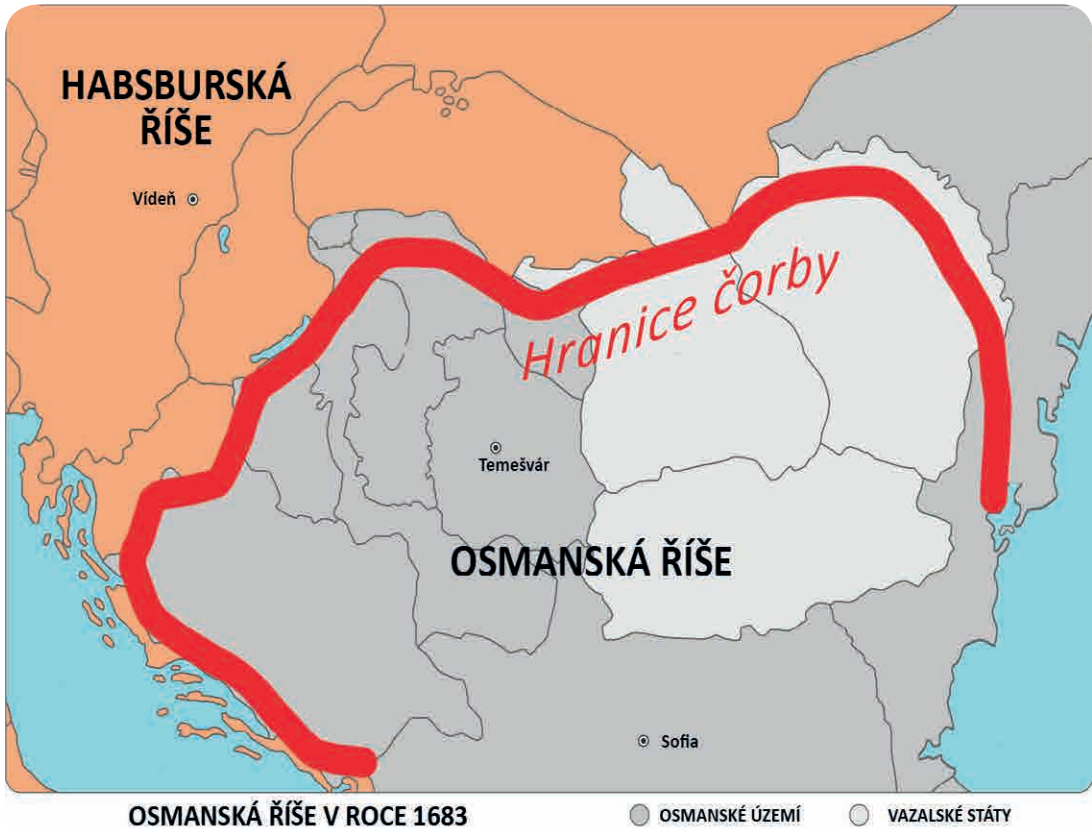 HABSBURSKÁ
ŘÍŠE
Vídeň
Hranice čorby
Temešvár
OSMANSKÁ ŘÍŠE
Sofia
OSMANSKÁ ŘÍŠE V ROCE 1683
OSMANSKÉ ÚZEMÍ
VAZALSKÉ STÁTY